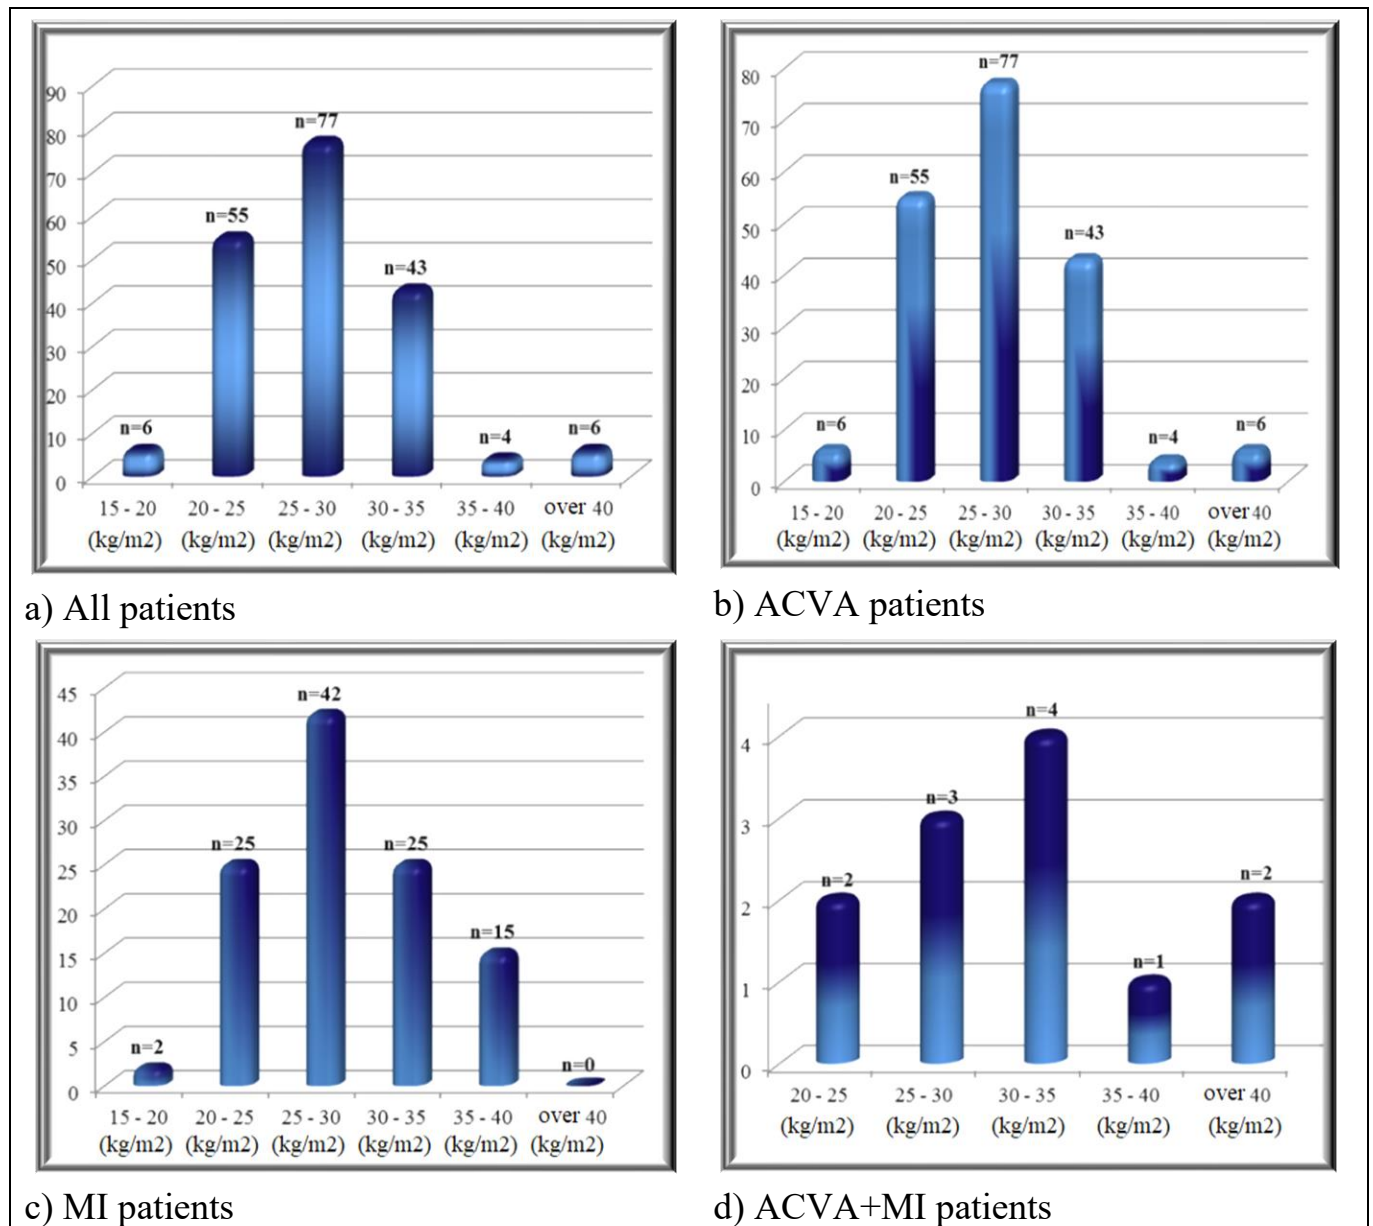 90
80
70
60
50
40
30
20
10
0
n=6
n=55
n=77
n=43
n=4
n=6
15 - 20 20 - 25 25 - 30 30 - 35 35 - 40 over 40
(kg/m2) (kg/m2) (kg/m2) (kg/m2) (kg/m2) (kg/m2)
a) All patients
80
70
60
50
40
30
20
10
0
n=6
n=55
n=77
n=43
n=4
n=6
15 - 20 20 - 25 25 - 30 30 - 35 35 - 40 over 40
(kg/m2) (kg/m2) (kg/m2) (kg/m2) (kg/m2) (kg/m2)
b) ACVA patients
45
40
35
30
25
20
15
10
5
0
n=2
n=25
n=42
n=25
n=15
n=0
15 - 20 20 - 25 25 - 30 30 - 35 35 - 40 over 40
(kg/m2) (kg/m2) (kg/m2) (kg/m2) (kg/m2) (kg/m2)
c) MI patients
4
3
2
1
0
n=2
n=3
n=4
n=1
n=2
20 - 25 25 - 30 30 - 35 35 - 40 over 40
(kg/m2) (kg/m2) (kg/m2) (kg/m2) (kg/m2)
d) ACVA+MI patients